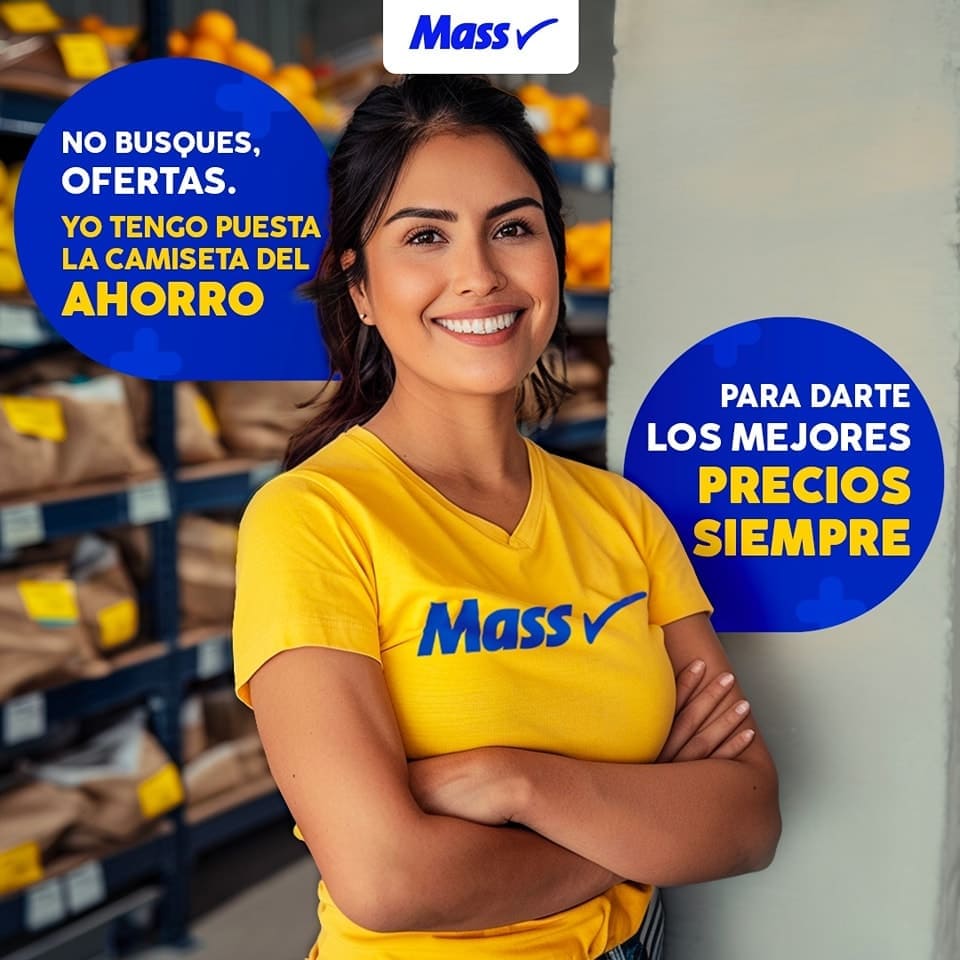 Mass
NO BUSQUES,
OFERTAS.
YO TENGO PUESTA
LA CAMISETA DEL
AHORRO
PARA DARTE
LOS MEJORES
PRECIOS
SIEMPRE
Mass